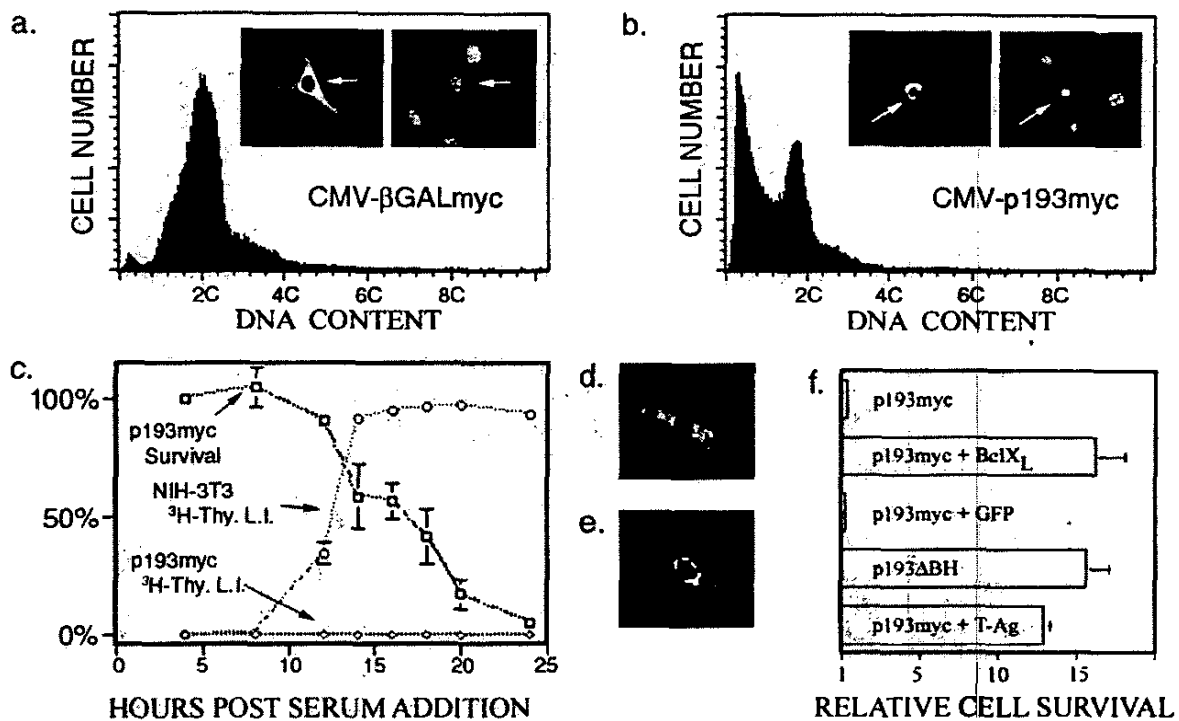 a.
CELL NUMBER
CMV-βGALmyc
2C 4C 6C 8C
DNA CONTENT
b.
CELL NUMBER
CMV-p193myc
2C 4C 6C 8C
DNA CONTENT
c.
100%
50%
0%
p193myc
Survival
NIH-3T3
³H-Thy. L.I.
p193myc
³H-Thy. L.I.
0 5 10 15 20 25
HOURS POST SERUM ADDITION
d.
e.
f.
p193myc
p193myc + BclX_L
p193myc + GFP
p193ΔBH
p193myc + T-Ag
1 5 10 15
RELATIVE CELL SURVIVAL